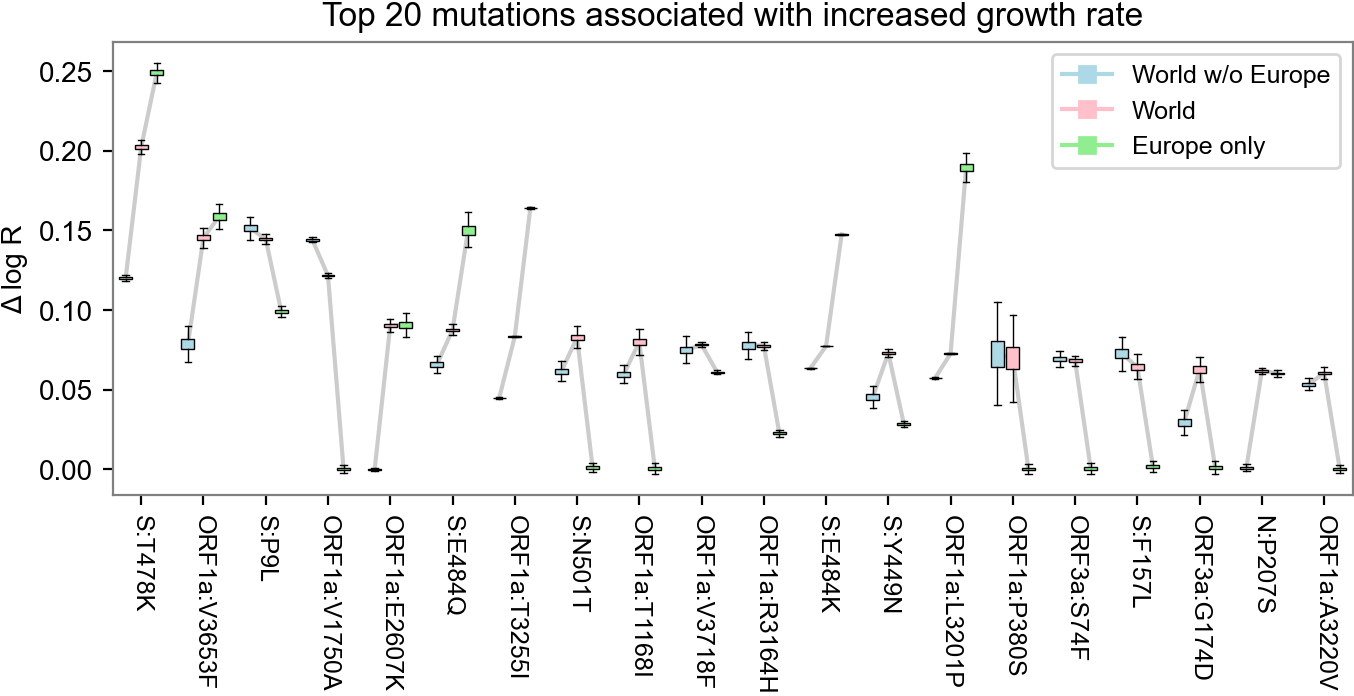 Top 20 mutations associated with increased growth rate
World w/o Europe
World
Europe only
Δ log R
0.25
0.20
0.15
0.10
0.05
0.00
S:T478K
ORF1a:V3653F
S:P9L
ORF1a:V1750A
ORF1a:E2607K
S:E484Q
ORF1a:T3255I
S:N501T
ORF1a:T1168I
ORF1a:V3718F
ORF1a:R3164H
S:E484K
S:Y449N
ORF1a:L3201P
ORF1a:P380S
ORF3a:S74F
S:F157L
ORF3a:G174D
N:P207S
ORF1a:A3220V